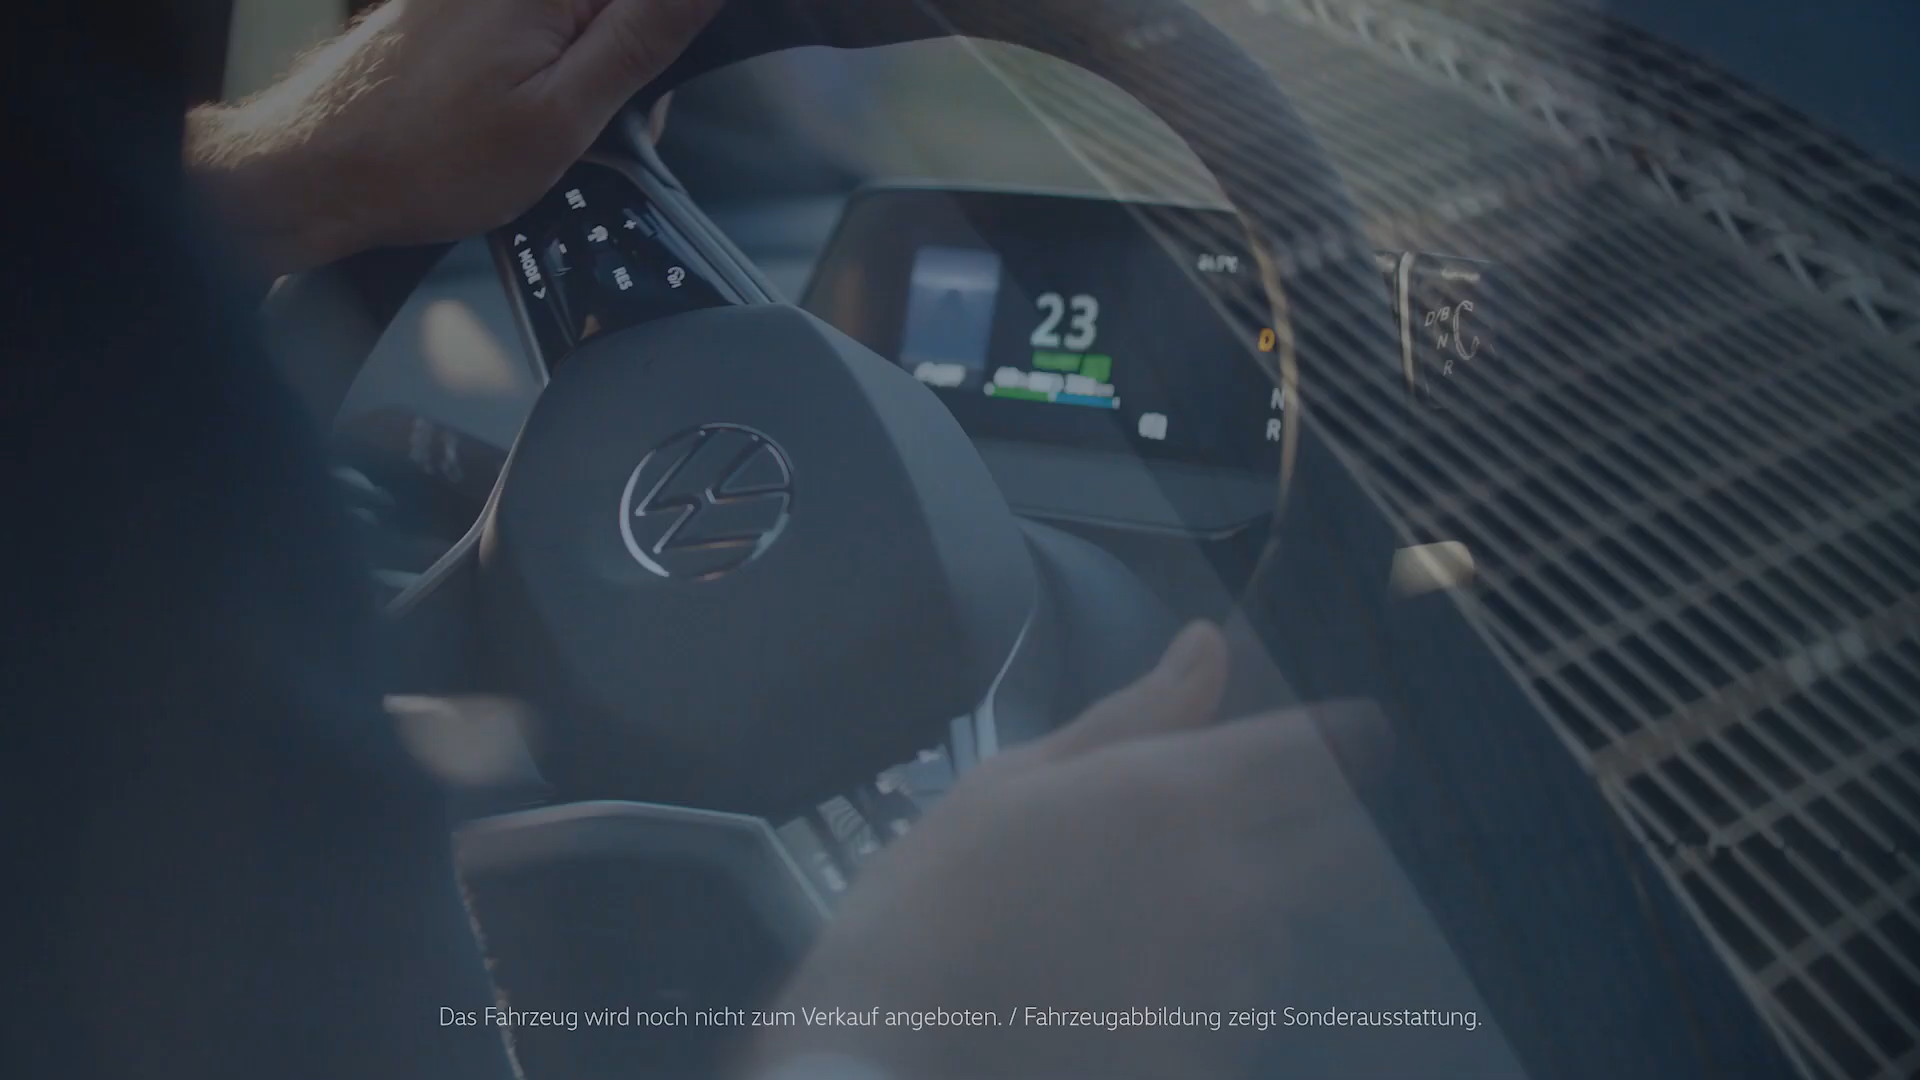 SET
+
-
< MODE >
RES
23
D
N
R
D/B
N
R
Das Fahrzeug wird noch nicht zum Verkauf angeboten. / Fahrzeugabbildung zeigt Sonderausstattung.